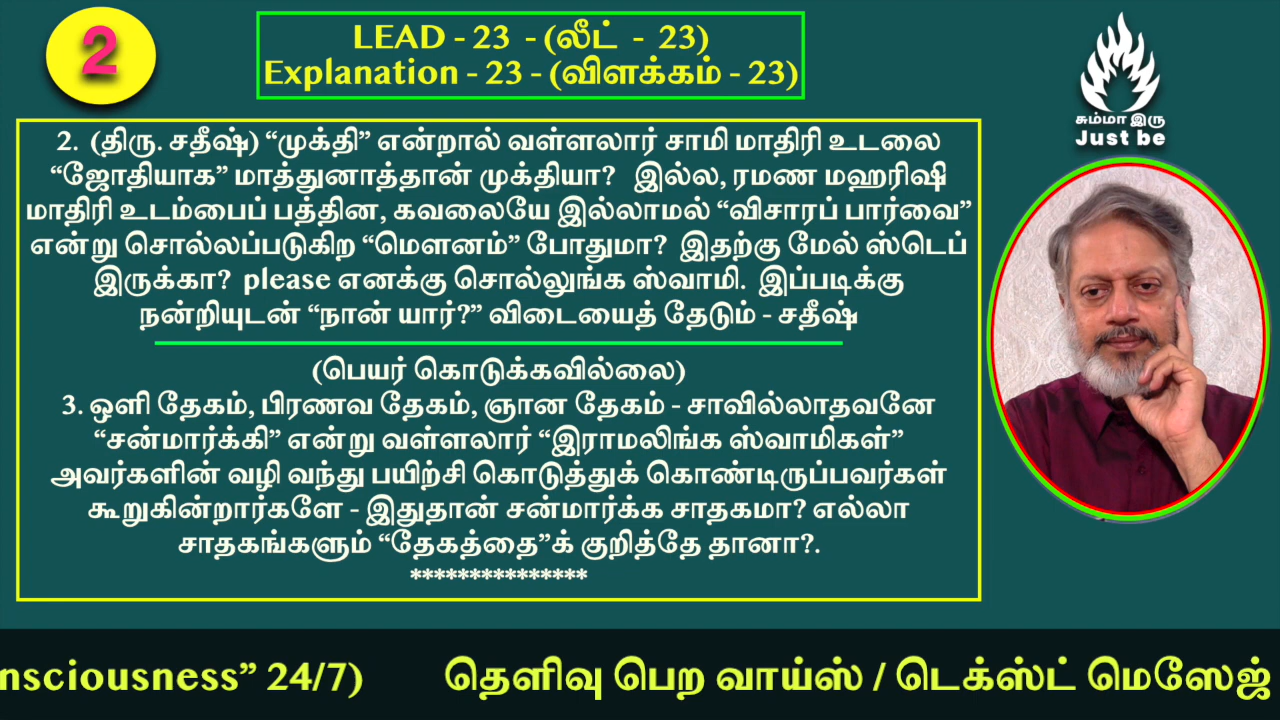 2
LEAD - 23 - (லீட் - 23)
Explanation - 23 - (விளக்கம் - 23)
சும்மா இரு
Just be
2. (திரு. சதீஷ்) “முக்தி” என்றால் வள்ளலார் சாமி மாதிரி உடலை
“ஜோதியாக” மாத்துனாத்தான் முக்தியா? இல்ல, ரமண மஹரிஷி
மாதிரி உடம்பைப் பத்தின, கவலையே இல்லாமல் “விசாரப் பார்வை”
என்று சொல்லப்படுகிற “மௌனம்” போதுமா? இதற்கு மேல் ஸ்டெப்
இருக்கா? please எனக்கு சொல்லுங்க ஸ்வாமி. இப்படிக்கு
நன்றியுடன் “நான் யார்?” விடையைத் தேடும் - சதீஷ்
(பெயர் கொடுக்கவில்லை)
3. ஒளி தேகம், பிரணவ தேகம், ஞான தேகம் - சாவில்லாதவனே
“சன்மார்க்கி” என்று வள்ளலார் “இராமலிங்க ஸ்வாமிகள்”
அவர்களின் வழி வந்து பயிற்சி கொடுத்துக் கொண்டிருப்பவர்கள்
கூறுகின்றார்களே - இதுதான் சன்மார்க்க சாதகமா? எல்லா
சாதகங்களும் “தேகத்தை”க் குறித்தே தானா?.
***************
nsciousness” 24/7) தெளிவு பெற வாய்ஸ் / டெக்ஸ்ட் மெஸேஜ்